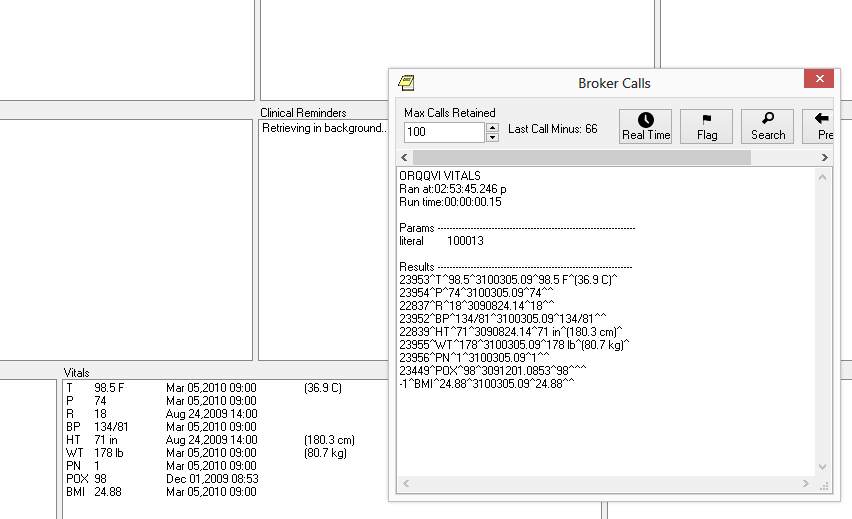 Clinical Reminders
Retrieving in background..
Vitals
T 98.5 F Mar 05,2010 09:00 (36.9 C)
P 74 Mar 05,2010 09:00
R 18 Aug 24,2009 14:00
BP 134/81 Mar 05,2010 09:00
HT 71 in Aug 24,2009 14:00 (180.3 cm)
WT 178 lb Mar 05,2010 09:00 (80.7 kg)
PN 1 Mar 05,2010 09:00
POX 98 Dec 01,2009 08:53
BMI 24.88 Mar 05,2010 09:00
Broker Calls
Max Calls Retained
100
Last Call Minus: 66
Real Time
Flag
Search
Pre
ORQQVI VITALS
Ran at:02:53:45.246 p
Run time:00:00:00.15
Params ------------------------------------------------------------------
literal 100013
Results -----------------------------------------------------------------
23953^T^98.5^3100305.09^98.5 F^(36.9 C)^
23954^P^74^3100305.09^74^^
22837^R^18^3090824.14^18^^
23952^BP^134/81^3100305.09^134/81^^
22839^HT^71^3090824.14^71 in^(180.3 cm)^
23955^WT^178^3100305.09^178 lb^(80.7 kg)^
23956^PN^1^3100305.09^1^^
23449^POX^98^3091201.0853^98^^^
-1^BMI^24.88^3100305.09^24.88^^